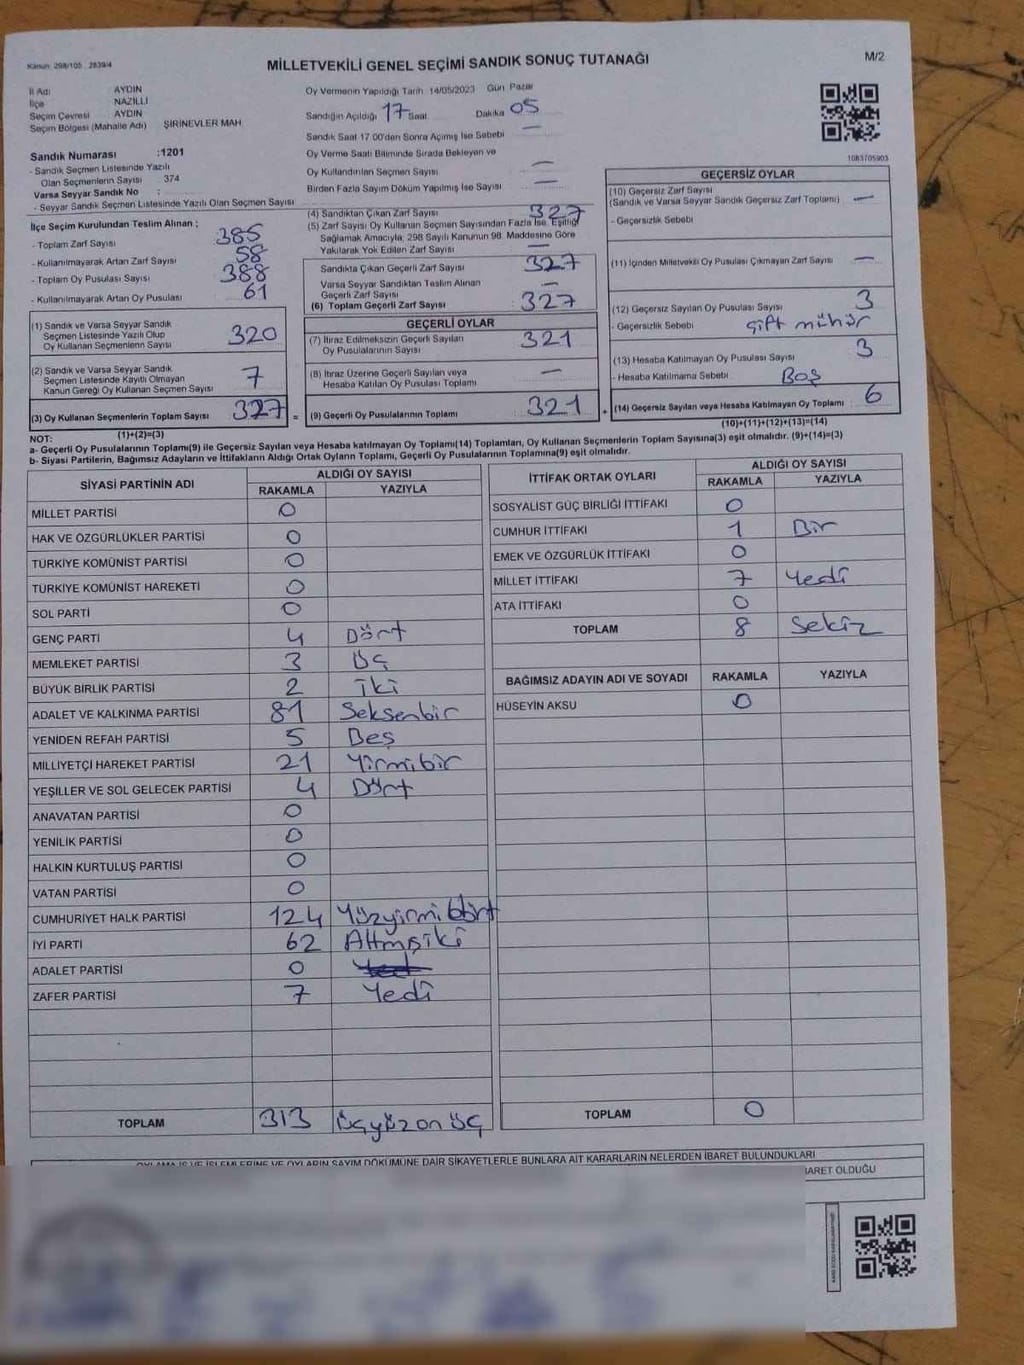 Kanun 298/105 2839/4
MİLLETVEKİLİ GENEL SEÇİMİ SANDIK SONUÇ TUTANAĞI
M/2
İl Adı AYDIN
İlçe NAZİLLİ
Seçim Çevresi AYDIN
Seçim Bölgesi (Mahalle Adı) ŞİRİNEVLER MAH
Sandık Numarası :1201
- Sandık Seçmen Listesinde Yazılı
Olan Seçmenlerin Sayısı 374
Varsa Seyyar Sandık No :
- Seyyar Sandık Seçmen Listesinde Yazılı Olan Seçmen Sayısı
Oy Vermenin Yapıldığı Tarih 14/05/2023 Gün Pazar
Sandığın Açıldığı 17 Saat Dakika 05
Sandık Saat 17.00'den Sonra Açımış İse Sebebi —
Oy Verme Saati Bitiminde Sırada Bekleyen ve
Oy Kullandırılan Seçmen Sayısı —
Birden Fazla Sayım Döküm Yapılmış İse Sayısı —
1083705903
İlçe Seçim Kurulundan Teslim Alınan ;
- Toplam Zarf Sayısı 385
- Kullanılmayarak Artan Zarf Sayısı 58
- Toplam Oy Pusulası Sayısı 388
- Kullanılmayarak Artan Oy Pusulası 61
(1) Sandık ve Varsa Seyyar Sandık
Seçmen Listesinde Yazılı Olup
Oy Kullanan Seçmenlerin Sayısı 320
(2) Sandık ve Varsa Seyyar Sandık
Seçmen Listesinde Kayıtlı Olmayan
Kanun Gereği Oy Kullanan Seçmen Sayısı 7
(3) Oy Kullanan Seçmenlerin Toplam Sayısı 327 =
(1)+(2)=(3)
(4) Sandıktan Çıkan Zarf Sayısı 327
(5) Zarf Sayısı Oy Kullanan Seçmen Sayısından Fazla İse, Eşitliği
Sağlamak Amacıyla; 298 Sayılı Kanunun 98. Maddesine Göre
Yakılarak Yok Edilen Zarf Sayısı —
Sandıkta Çıkan Geçerli Zarf Sayısı 327
Varsa Seyyar Sandıktan Teslim Alınan
Geçerli Zarf Sayısı —
(6) Toplam Geçerli Zarf Sayısı 327
GEÇERLİ OYLAR
(7) İtiraz Edilmeksizin Geçerli Sayılan
Oy Pusulalarının Sayısı 321
(8) İtiraz Üzerine Geçerli Sayılan veya
Hesaba Katılan Oy Pusulası Toplamı —
(9) Geçerli Oy Pusulalarının Toplamı 321 +
GEÇERSİZ OYLAR
(10) Geçersiz Zarf Sayısı
(Sandık ve Varsa Seyyar Sandık Geçersiz Zarf Toplamı) —
- Geçersizlik Sebebi
(11) İçinden Milletvekili Oy Pusulası Çıkmayan Zarf Sayısı —
(12) Geçersiz Sayılan Oy Pusulası Sayısı 3
- Geçersizlik Sebebi çift mühür
(13) Hesaba Katılmayan Oy Pusulası Sayısı 3
- Hesaba Katılmama Sebebi Boş
(14) Geçersiz Sayılan veya Hesaba Katılmayan Oy Toplamı : 6
(10)+(11)+(12)+(13)=(14)
NOT:
a- Geçerli Oy Pusulalarının Toplamı(9) ile Geçersiz Sayılan veya Hesaba katılmayan Oy Toplamı(14) Toplamları, Oy Kullanan Seçmenlerin Toplam Sayısına(3) eşit olmalıdır. (9)+(14)=(3)
b- Siyasi Partilerin, Bağımsız Adayların ve İttifakların Aldığı Ortak Oyların Toplamı, Geçerli Oy Pusulalarının Toplamına(9) eşit olmalıdır.
SİYASİ PARTİNİN ADI ALDIĞI OY SAYISI
RAKAMLA YAZIYLA
MİLLET PARTİSİ 0
HAK VE ÖZGÜRLÜKLER PARTİSİ 0
TÜRKİYE KOMÜNİST PARTİSİ 0
TÜRKİYE KOMÜNİST HAREKETİ 0
SOL PARTİ 0
GENÇ PARTİ 4 Dört
MEMLEKET PARTİSİ 3 Üç
BÜYÜK BİRLİK PARTİSİ 2 iki
ADALET VE KALKINMA PARTİSİ 81 Seksenbir
YENİDEN REFAH PARTİSİ 5 Beş
MİLLİYETÇİ HAREKET PARTİSİ 21 Yirmibir
YEŞİLLER VE SOL GELECEK PARTİSİ 4 Dört
ANAVATAN PARTİSİ 0
YENİLİK PARTİSİ 0
HALKIN KURTULUŞ PARTİSİ 0
VATAN PARTİSİ 0
CUMHURİYET HALK PARTİSİ 124 Yüzyirmi dört
İYİ PARTİ 62 Altmışiki
ADALET PARTİSİ 0
ZAFER PARTİSİ 7 Yedi
TOPLAM 313 üçyüzonüç
İTTİFAK ORTAK OYLARI ALDIĞI OY SAYISI
RAKAMLA YAZIYLA
SOSYALİST GÜÇ BİRLİĞİ İTTİFAKI 0
CUMHUR İTTİFAKI 1 Bir
EMEK VE ÖZGÜRLÜK İTTİFAKI 0
MİLLET İTTİFAKI 7 Yedi
ATA İTTİFAKI 0
TOPLAM 8 Sekiz
BAĞIMSIZ ADAYIN ADI VE SOYADI RAKAMLA YAZIYLA
HÜSEYİN AKSU 0
TOPLAM 0
OYLAMA İŞ VE İŞLEMLERİNE VE OYLARIN SAYIM DÖKÜMÜNE DAİR ŞİKAYETLERLE BUNLARA AİT KARARLARIN NELERDEN İBARET BULUNDUKLARI
BARET OLDUĞU